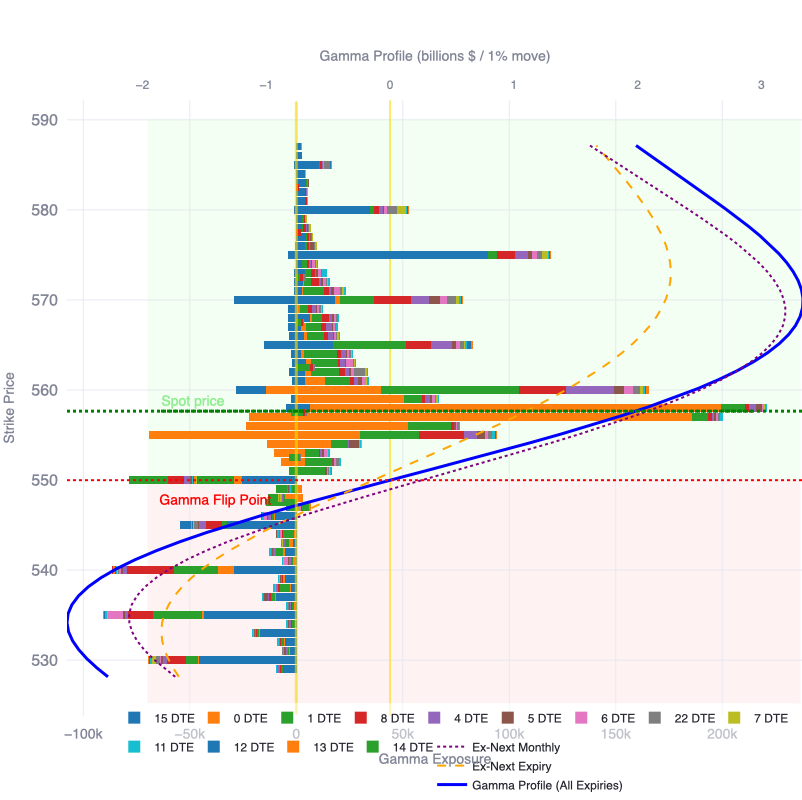 Gamma Profile (billions $ / 1% move)
−2 −1 0 1 2 3
590
580
570
560
Spot price
550
Gamma Flip Point
540
530
Strike Price
15 DTE 0 DTE 1 DTE 8 DTE 4 DTE 5 DTE 6 DTE 22 DTE 7 DTE
−100k −50k 0 50k 100k 150k 200k
11 DTE 12 DTE 13 DTE 14 DTE Ex-Next Monthly
Gamma Exposure
Ex-Next Expiry
Gamma Profile (All Expiries)